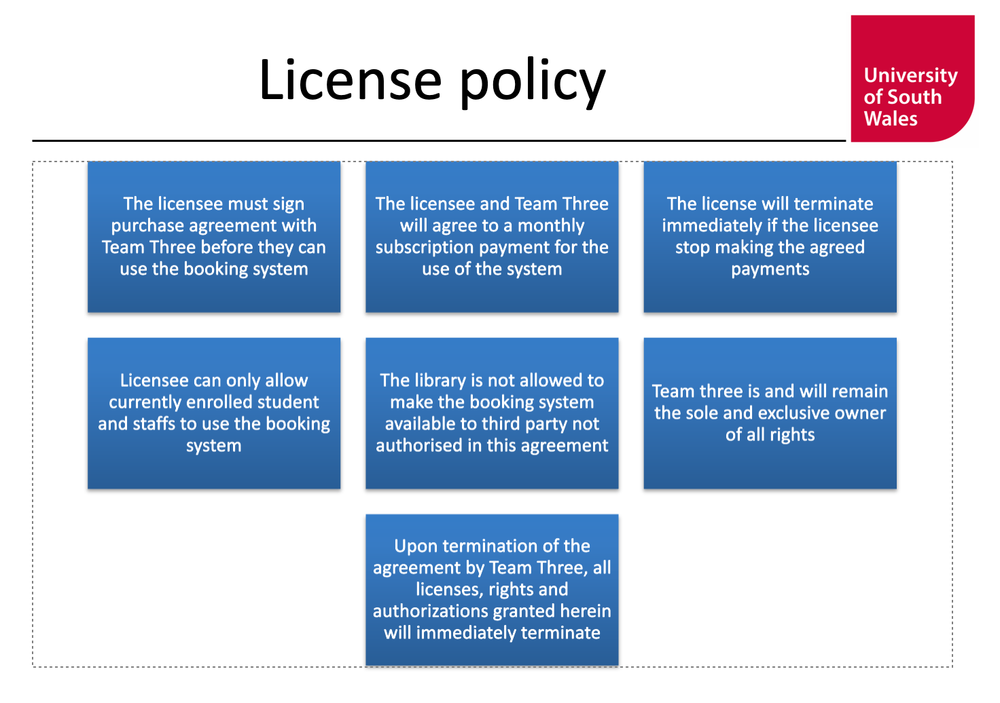 License policy
University
of South
Wales
The licensee must sign
purchase agreement with
Team Three before they can
use the booking system
The licensee and Team Three
will agree to a monthly
subscription payment for the
use of the system
The license will terminate
immediately if the licensee
stop making the agreed
payments
Licensee can only allow
currently enrolled student
and staffs to use the booking
system
The library is not allowed to
make the booking system
available to third party not
authorised in this agreement
Team three is and will remain
the sole and exclusive owner
of all rights
Upon termination of the
agreement by Team Three, all
licenses, rights and
authorizations granted herein
will immediately terminate